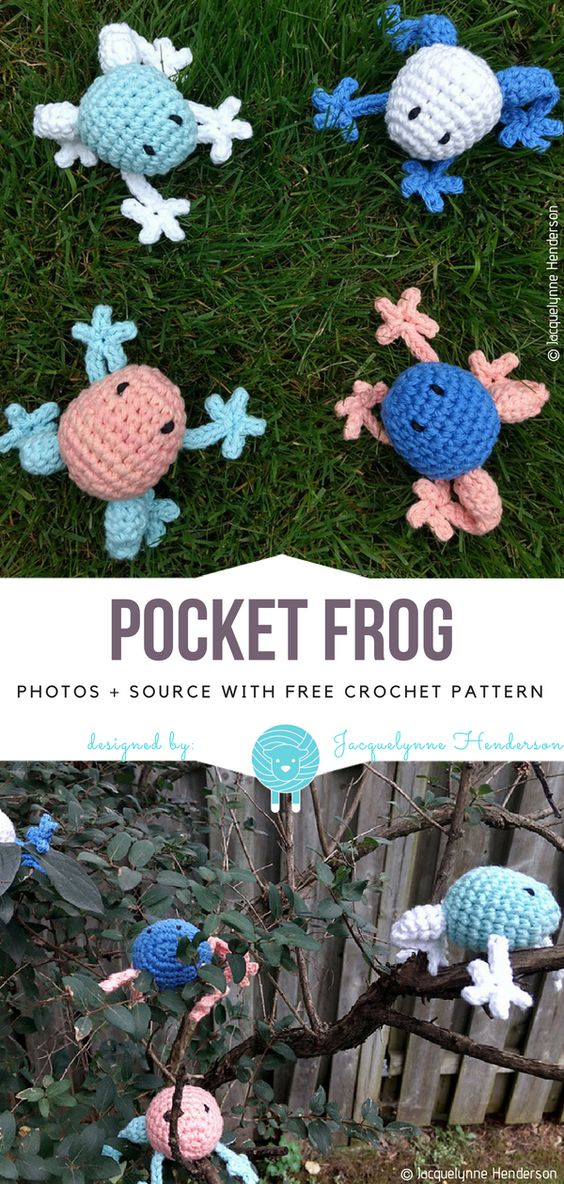 © Jacquelynne Henderson
POCKET FROG
PHOTOS + SOURCE WITH FREE CROCHET PATTERN
designed by: Jacquelynne Henderson
© Jacquelynne Henderson